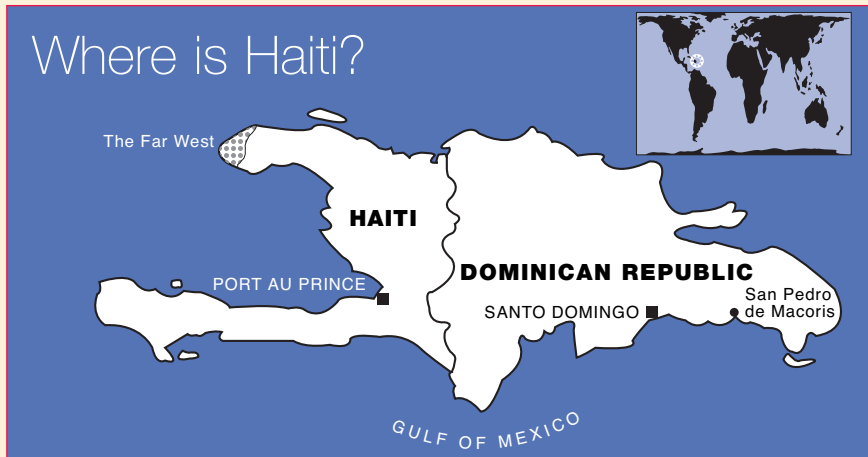 Where is Haiti?
The Far West
HAITI
PORT AU PRINCE
DOMINICAN REPUBLIC
SANTO DOMINGO
San Pedro
de Macoris
GULF OF MEXICO